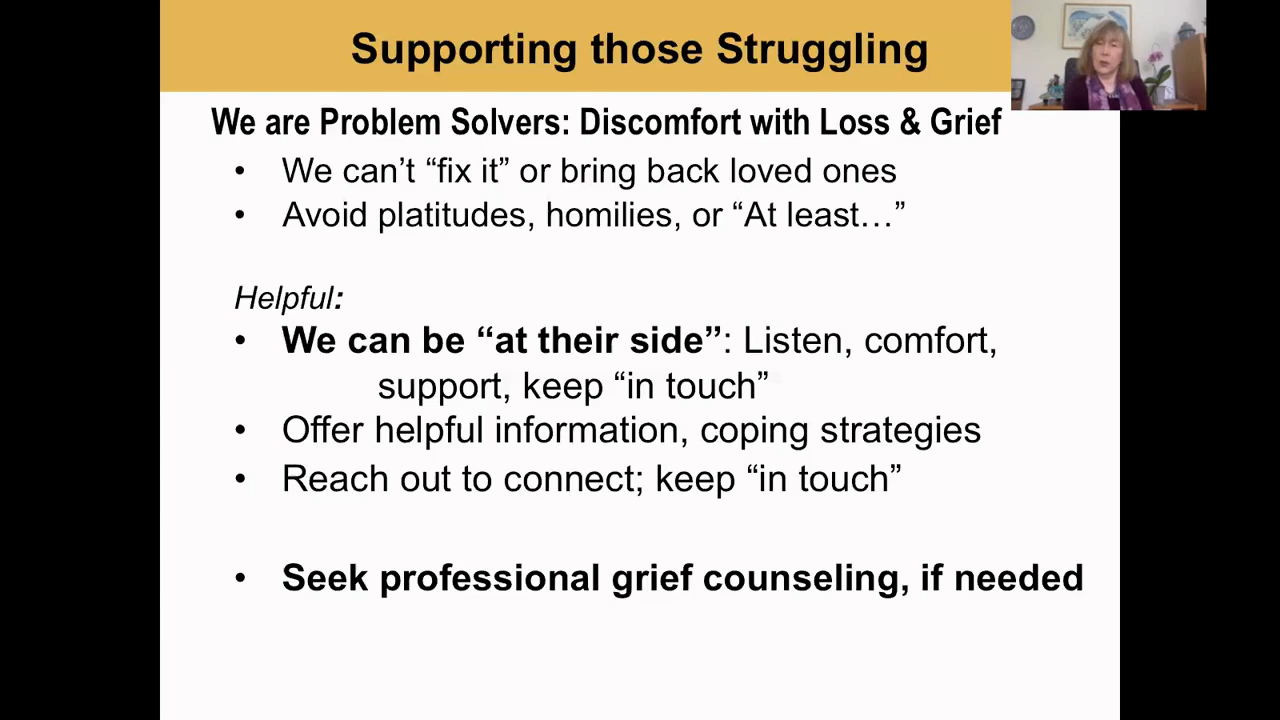 Supporting those Struggling
We are Problem Solvers: Discomfort with Loss & Grief
• We can’t “fix it” or bring back loved ones
• Avoid platitudes, homilies, or “At least…”
Helpful:
• We can be “at their side”: Listen, comfort,
support, keep “in touch”
• Offer helpful information, coping strategies
• Reach out to connect; keep “in touch”
• Seek professional grief counseling, if needed